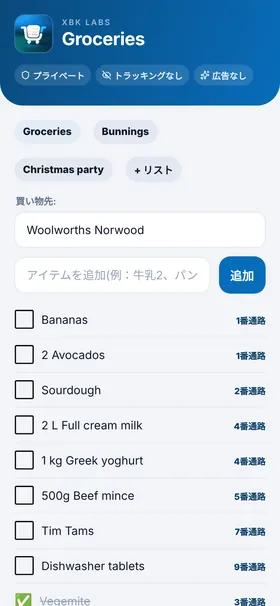 XBK LABS
Groceries
プライベート トラッキングなし 広告なし
Groceries Bunnings
Christmas party + リスト
買い物先:
Woolworths Norwood
アイテムを追加(例：牛乳2、パン 追加
Bananas 1番通路
2 Avocados 1番通路
Sourdough 2番通路
2 L Full cream milk 4番通路
1 kg Greek yoghurt 4番通路
500g Beef mince 5番通路
Tim Tams 7番通路
Dishwasher tablets 9番通路
Vegemite 3番通路